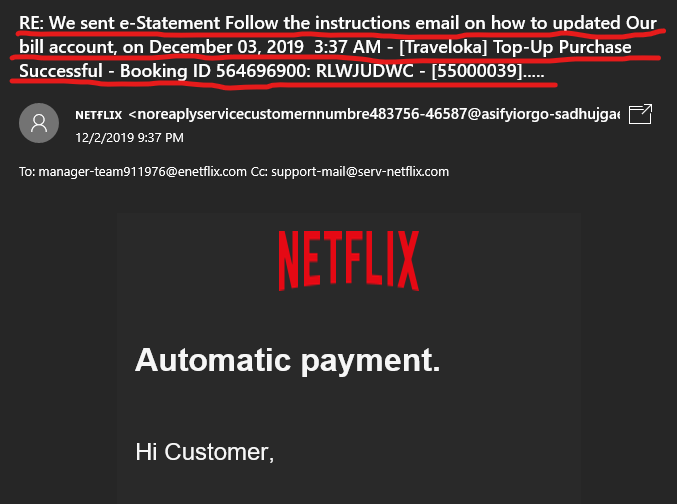 RE: We sent e-Statement Follow the instructions email on how to updated Our
bill account, on December 03, 2019 3:37 AM - [Traveloka] Top-Up Purchase
Successful - Booking ID 564696900: RLWJUDWC - [55000039].....
NETFLIX <noreaplyservicecustomernnumbre483756-46587@asifyiorgo-sadhujgae
12/2/2019 9:37 PM
To: manager-team911976@enetflix.com Cc: support-mail@serv-netflix.com
NETFLIX
Automatic payment.
Hi Customer,